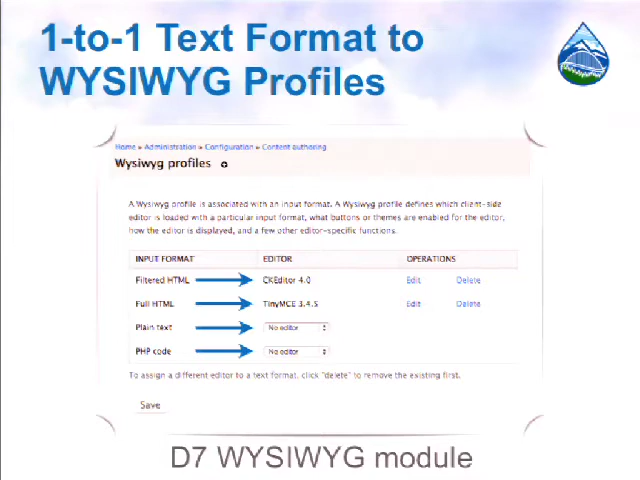 1-to-1 Text Format to
WYSIWYG Profiles
Home » Administration » Configuration » Content authoring
Wysiwyg profiles
A Wysiwyg profile is associated with an input format. A Wysiwyg profile defines which client-side
editor is loaded with a particular input format, what buttons or themes are enabled for the editor,
how the editor is displayed, and a few other editor-specific functions.
INPUT FORMAT EDITOR OPERATIONS
Filtered HTML CKEditor 4.0 Edit Delete
Full HTML TinyMCE 3.4.5 Edit Delete
Plain text No editor
PHP code No editor
To assign a different editor to a text format, click "delete" to remove the existing first.
Save
D7 WYSIWYG module